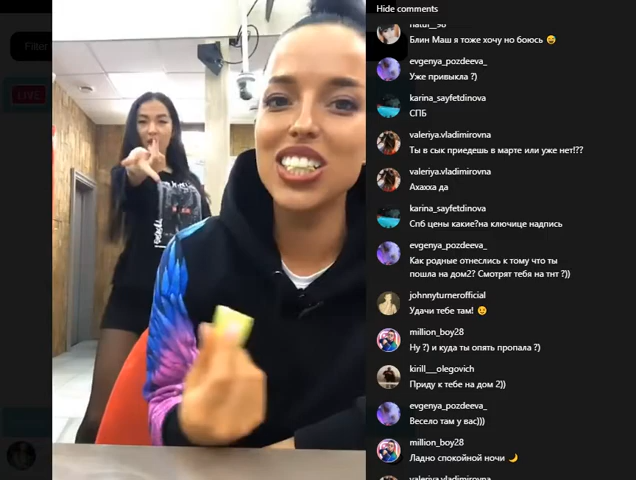 Hide comments
Filter
LIVE
Блин Маш я тоже хочу но боюсь 😅
evgenya_pozdeeva_
Уже привыкла ?)
karina_sayfetdinova
СПБ
valeriya.vladimirovna
Ты в сык приедешь в марте или уже нет!??
valeriya.vladimirovna
Ахахха да
karina_sayfetdinova
Спб цены какие?на ключице надпись
evgenya_pozdeeva_
Как родные отнеслись к тому что ты
пошла на дом2?? Смотрят тебя на тнт ?))
johnnyturnerofficial
Удачи тебе там! 😉
million_boy28
Ну ?) и куда ты опять пропала ?)
kirill__olegovich
Приду к тебе на дом 2))
evgenya_pozdeeva_
Весело там у вас)))
million_boy28
Ладно спокойной ночи 🌙
valeriya.vladimirovna